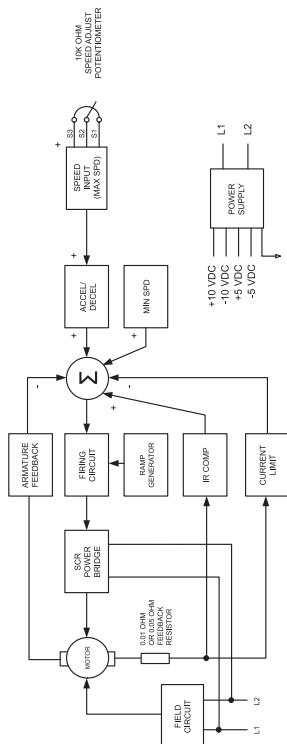 10K OHM
SPEED ADJUST
POTENTIOMETER
S3
S2
S1
+
SPEED
INPUT
(MAX SPD)
L1
L2
POWER
SUPPLY
+10 VDC
-10 VDC
+5 VDC
-5 VDC
+
ACCEL/
DECEL
+
MIN SPD
+
Σ
-
+
-
ARMATURE
FEEDBACK
FIRING
CIRCUIT
RAMP
GENERATOR
IR COMP
CURRENT
LIMIT
SCR
POWER
BRIDGE
MOTOR
0.01 OHM
OR 0.05 OHM
FEEDBACK
RESISTOR
FIELD
CIRCUIT
L2
L1